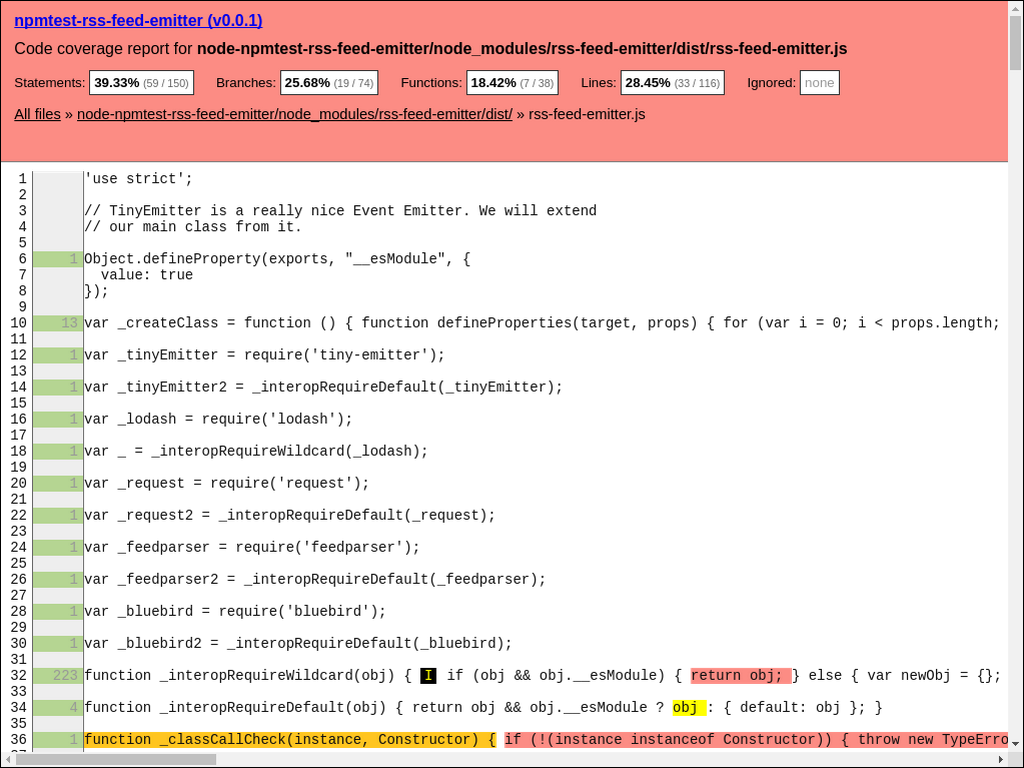 npmtest-rss-feed-emitter (v0.0.1)
Code coverage report for node-npmtest-rss-feed-emitter/node_modules/rss-feed-emitter/dist/rss-feed-emitter.js
Statements: 39.33% (59 / 150) Branches: 25.68% (19 / 74) Functions: 18.42% (7 / 38) Lines: 28.45% (33 / 116) Ignored: none
All files » node-npmtest-rss-feed-emitter/node_modules/rss-feed-emitter/dist/ » rss-feed-emitter.js
1 'use strict';
2
3 // TinyEmitter is a really nice Event Emitter. We will extend
4 // our main class from it.
5
6 1 Object.defineProperty(exports, "__esModule", {
7   value: true
8 });
9
10 13 var _createClass = function () { function defineProperties(target, props) { for (var i = 0; i < props.length;
11
12 1 var _tinyEmitter = require('tiny-emitter');
13
14 1 var _tinyEmitter2 = _interopRequireDefault(_tinyEmitter);
15
16 1 var _lodash = require('lodash');
17
18 1 var _ = _interopRequireWildcard(_lodash);
19
20 1 var _request = require('request');
21
22 1 var _request2 = _interopRequireDefault(_request);
23
24 1 var _feedparser = require('feedparser');
25
26 1 var _feedparser2 = _interopRequireDefault(_feedparser);
27
28 1 var _bluebird = require('bluebird');
29
30 1 var _bluebird2 = _interopRequireDefault(_bluebird);
31
32 223 function _interopRequireWildcard(obj) { I if (obj && obj.__esModule) { return obj; } else { var newObj = {};
33
34 4 function _interopRequireDefault(obj) { return obj && obj.__esModule ? obj : { default: obj }; }
35
36 1 function _classCallCheck(instance, Constructor) { if (!(instance instanceof Constructor)) { throw new TypeErro